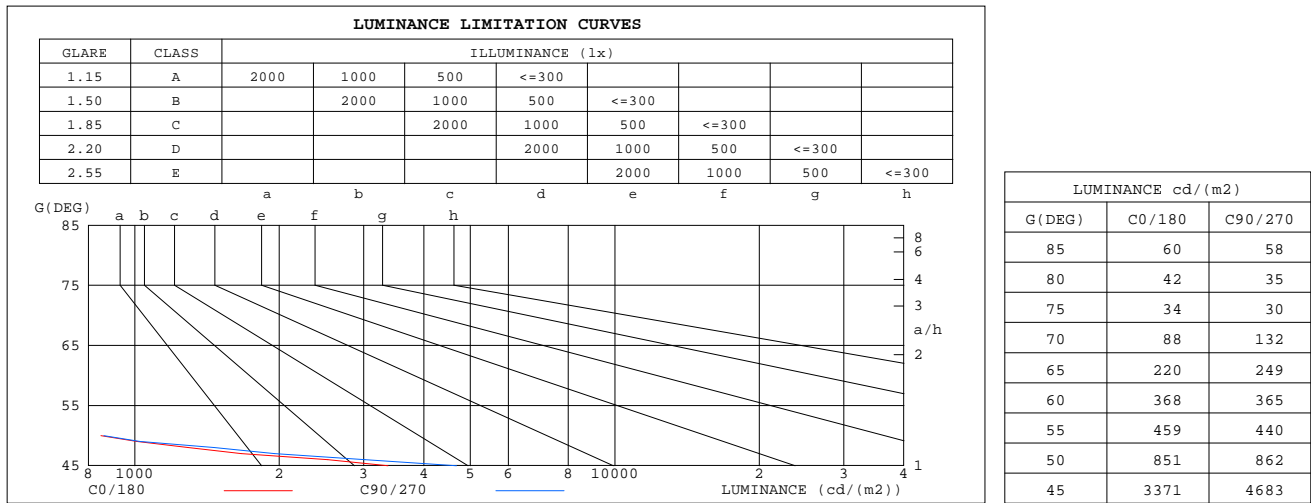 LUMINANCE LIMITATION CURVES
GLARE CLASS ILLUMINANCE (lx)
1.15 A 2000 1000 500 <=300
1.50 B 2000 1000 500 <=300
1.85 C 2000 1000 500 <=300
2.20 D 2000 1000 500 <=300
2.55 E 2000 1000 500 <=300
a b c d e f g h
G(DEG)
a b c d e f g h
85
8
6
75
4
3
a/h
65
2
55
45
1
8 1000 2 3 4 5 6 8 10000 2 3 4
C0/180 C90/270 LUMINANCE (cd/(m2))
LUMINANCE cd/(m2)
G(DEG) C0/180 C90/270
85 60 58
80 42 35
75 34 30
70 88 132
65 220 249
60 368 365
55 459 440
50 851 862
45 3371 4683